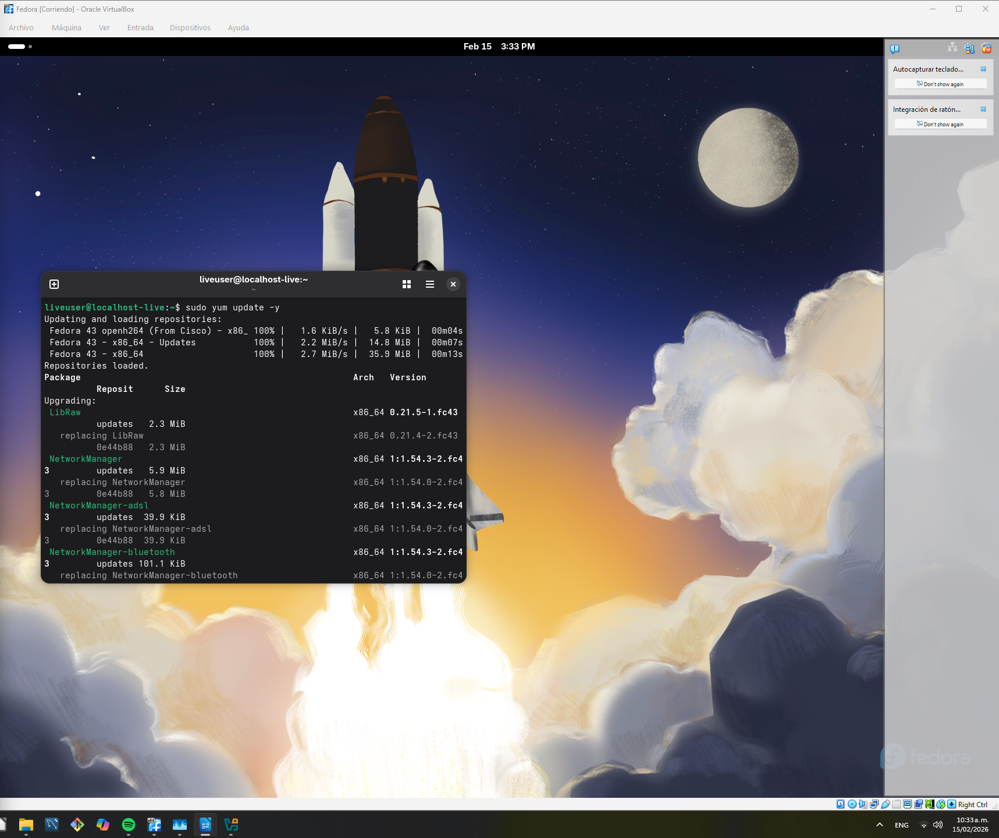 Fedora [Corriendo] - Oracle VirtualBox
Archivo Máquina Ver Entrada Dispositivos Ayuda
Feb 15 3:33 PM
Autocapturar teclado...
Don't show again
Integración de ratón...
Don't show again
liveuser@localhost-live:~
~
liveuser@localhost-live:~$ sudo yum update -y
Updating and loading repositories:
Fedora 43 openh264 (From Cisco) - x86_ 100% | 1.6 KiB/s | 5.8 KiB | 00m04s
Fedora 43 - x86_64 - Updates 100% | 2.2 MiB/s | 14.8 MiB | 00m07s
Fedora 43 - x86_64 100% | 2.7 MiB/s | 35.9 MiB | 00m13s
Repositories loaded.
Package Arch Version
Reposit Size
Upgrading:
LibRaw x86_64 0.21.5-1.fc43
updates 2.3 MiB
replacing LibRaw x86_64 0.21.4-2.fc43
0e44b88 2.3 MiB
NetworkManager x86_64 1:1.54.3-2.fc4
3 updates 5.9 MiB
replacing NetworkManager x86_64 1:1.54.0-2.fc4
3 0e44b88 5.8 MiB
NetworkManager-adsl x86_64 1:1.54.3-2.fc4
3 updates 39.9 KiB
replacing NetworkManager-adsl x86_64 1:1.54.0-2.fc4
3 0e44b88 39.9 KiB
NetworkManager-bluetooth x86_64 1:1.54.3-2.fc4
3 updates 101.1 KiB
replacing NetworkManager-bluetooth x86_64 1:1.54.0-2.fc4
fedora
Right Ctrl
x64
ENG
10:33 a. m.
15/02/2026